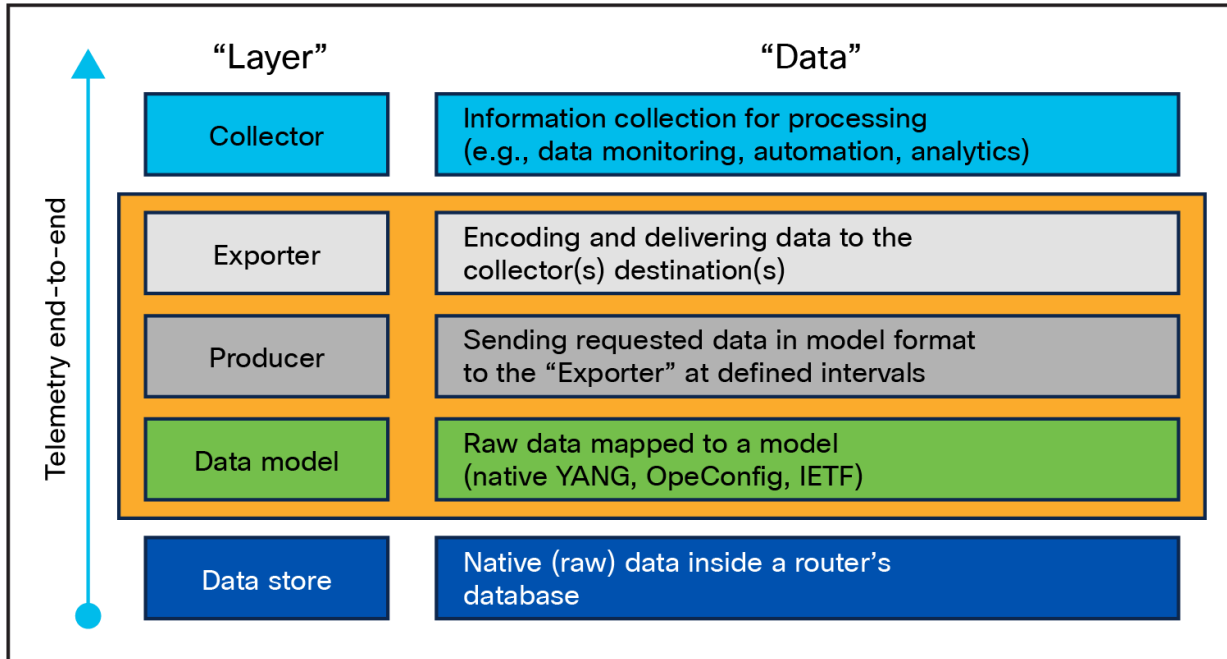 “Layer”
“Data”
Telemetry end-to-end
Collector
Information collection for processing
(e.g., data monitoring, automation, analytics)
Exporter
Encoding and delivering data to the
collector(s) destination(s)
Producer
Sending requested data in model format
to the “Exporter” at defined intervals
Data model
Raw data mapped to a model
(native YANG, OpeConfig, IETF)
Data store
Native (raw) data inside a router’s
database